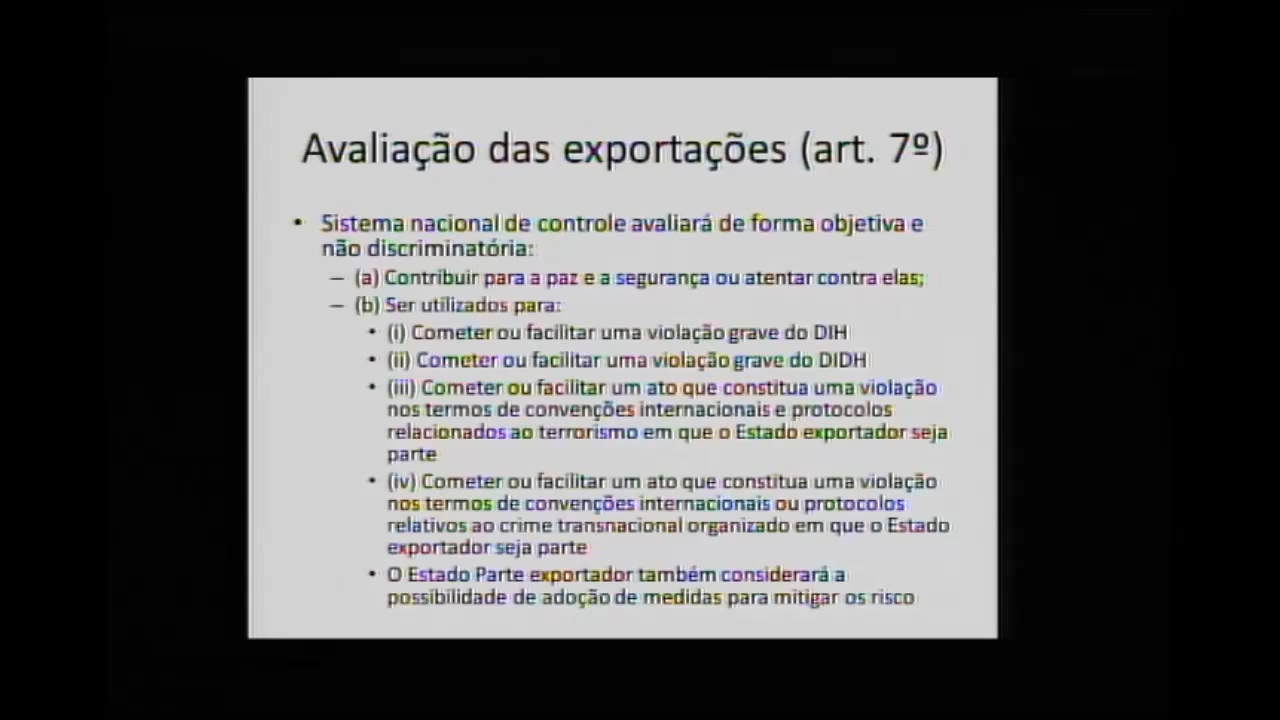 Avaliação das exportações (art. 7º)
• Sistema nacional de controle avaliará de forma objetiva e
não discriminatória:
– (a) Contribuir para a paz e a segurança ou atentar contra elas;
– (b) Ser utilizados para:
• (i) Cometer ou facilitar uma violação grave do DIH
• (ii) Cometer ou facilitar uma violação grave do DIDH
• (iii) Cometer ou facilitar um ato que constitua uma violação
nos termos de convenções internacionais e protocolos
relacionados ao terrorismo em que o Estado exportador seja
parte
• (iv) Cometer ou facilitar um ato que constitua uma violação
nos termos de convenções internacionais ou protocolos
relativos ao crime transnacional organizado em que o Estado
exportador seja parte
• O Estado Parte exportador também considerará a
possibilidade de adoção de medidas para mitigar os risco